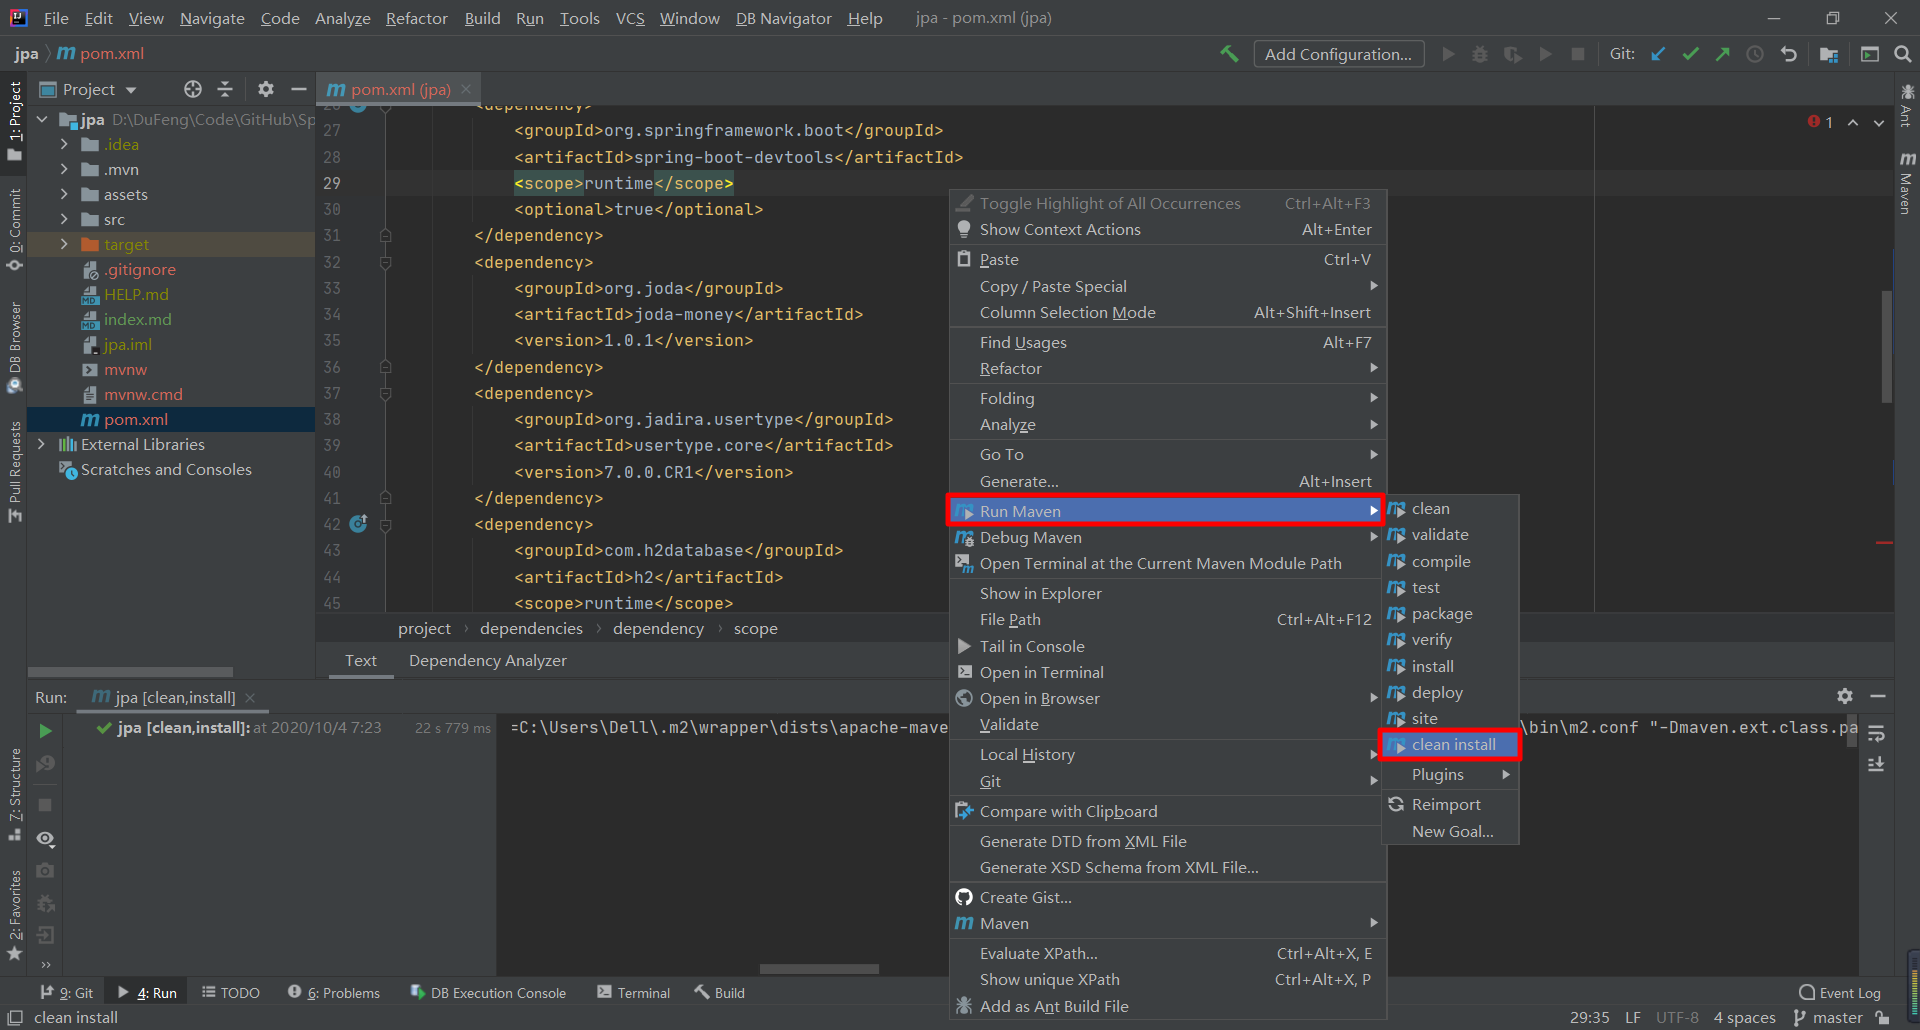 File Edit View Navigate Code Analyze Refactor Build Run Tools VCS Window DB Navigator Help jpa - pom.xml (jpa)
jpa pom.xml
Add Configuration...
Git:
1: Project
0: Commit
DB Browser
Pull Requests
7: Structure
2: Favorites
Project
jpa D:\DuFeng\Code\GitHub\Sp
.idea
.mvn
assets
src
target
.gitignore
HELP.md
index.md
jpa.iml
mvnw
mvnw.cmd
pom.xml
External Libraries
Scratches and Consoles
pom.xml (jpa)
1
Ant
Maven
<dependency>
27 <groupId>org.springframework.boot</groupId>
28 <artifactId>spring-boot-devtools</artifactId>
29 <scope>runtime</scope>
30 <optional>true</optional>
31 </dependency>
32 <dependency>
33 <groupId>org.joda</groupId>
34 <artifactId>joda-money</artifactId>
35 <version>1.0.1</version>
36 </dependency>
37 <dependency>
38 <groupId>org.jadira.usertype</groupId>
39 <artifactId>usertype.core</artifactId>
40 <version>7.0.0.CR1</version>
41 </dependency>
42 <dependency>
43 <groupId>com.h2database</groupId>
44 <artifactId>h2</artifactId>
45 <scope>runtime</scope>
project dependencies dependency scope
Text Dependency Analyzer
Toggle Highlight of All Occurrences Ctrl+Alt+F3
Show Context Actions Alt+Enter
Paste Ctrl+V
Copy / Paste Special
Column Selection Mode Alt+Shift+Insert
Find Usages Alt+F7
Refactor
Folding
Analyze
Go To
Generate... Alt+Insert
Run Maven
Debug Maven
Open Terminal at the Current Maven Module Path
Show in Explorer
File Path Ctrl+Alt+F12
Tail in Console
Open in Terminal
Open in Browser
Validate
Local History
Git
Compare with Clipboard
Generate DTD from XML File
Generate XSD Schema from XML File...
Create Gist...
Maven
Evaluate XPath... Ctrl+Alt+X, E
Show unique XPath Ctrl+Alt+X, P
Add as Ant Build File
clean
validate
compile
test
package
verify
install
deploy
site
clean install
Plugins
Reimport
New Goal...
Run: jpa [clean,install]
jpa [clean,install]: at 2020/10/4 7:23 22 s 779 ms
=C:\Users\Dell\.m2\wrapper\dists\apache-mave
\bin\m2.conf "-Dmaven.ext.class.pa
9: Git 4: Run TODO 6: Problems DB Execution Console Terminal Build Event Log
clean install 29:35 LF UTF-8 4 spaces master